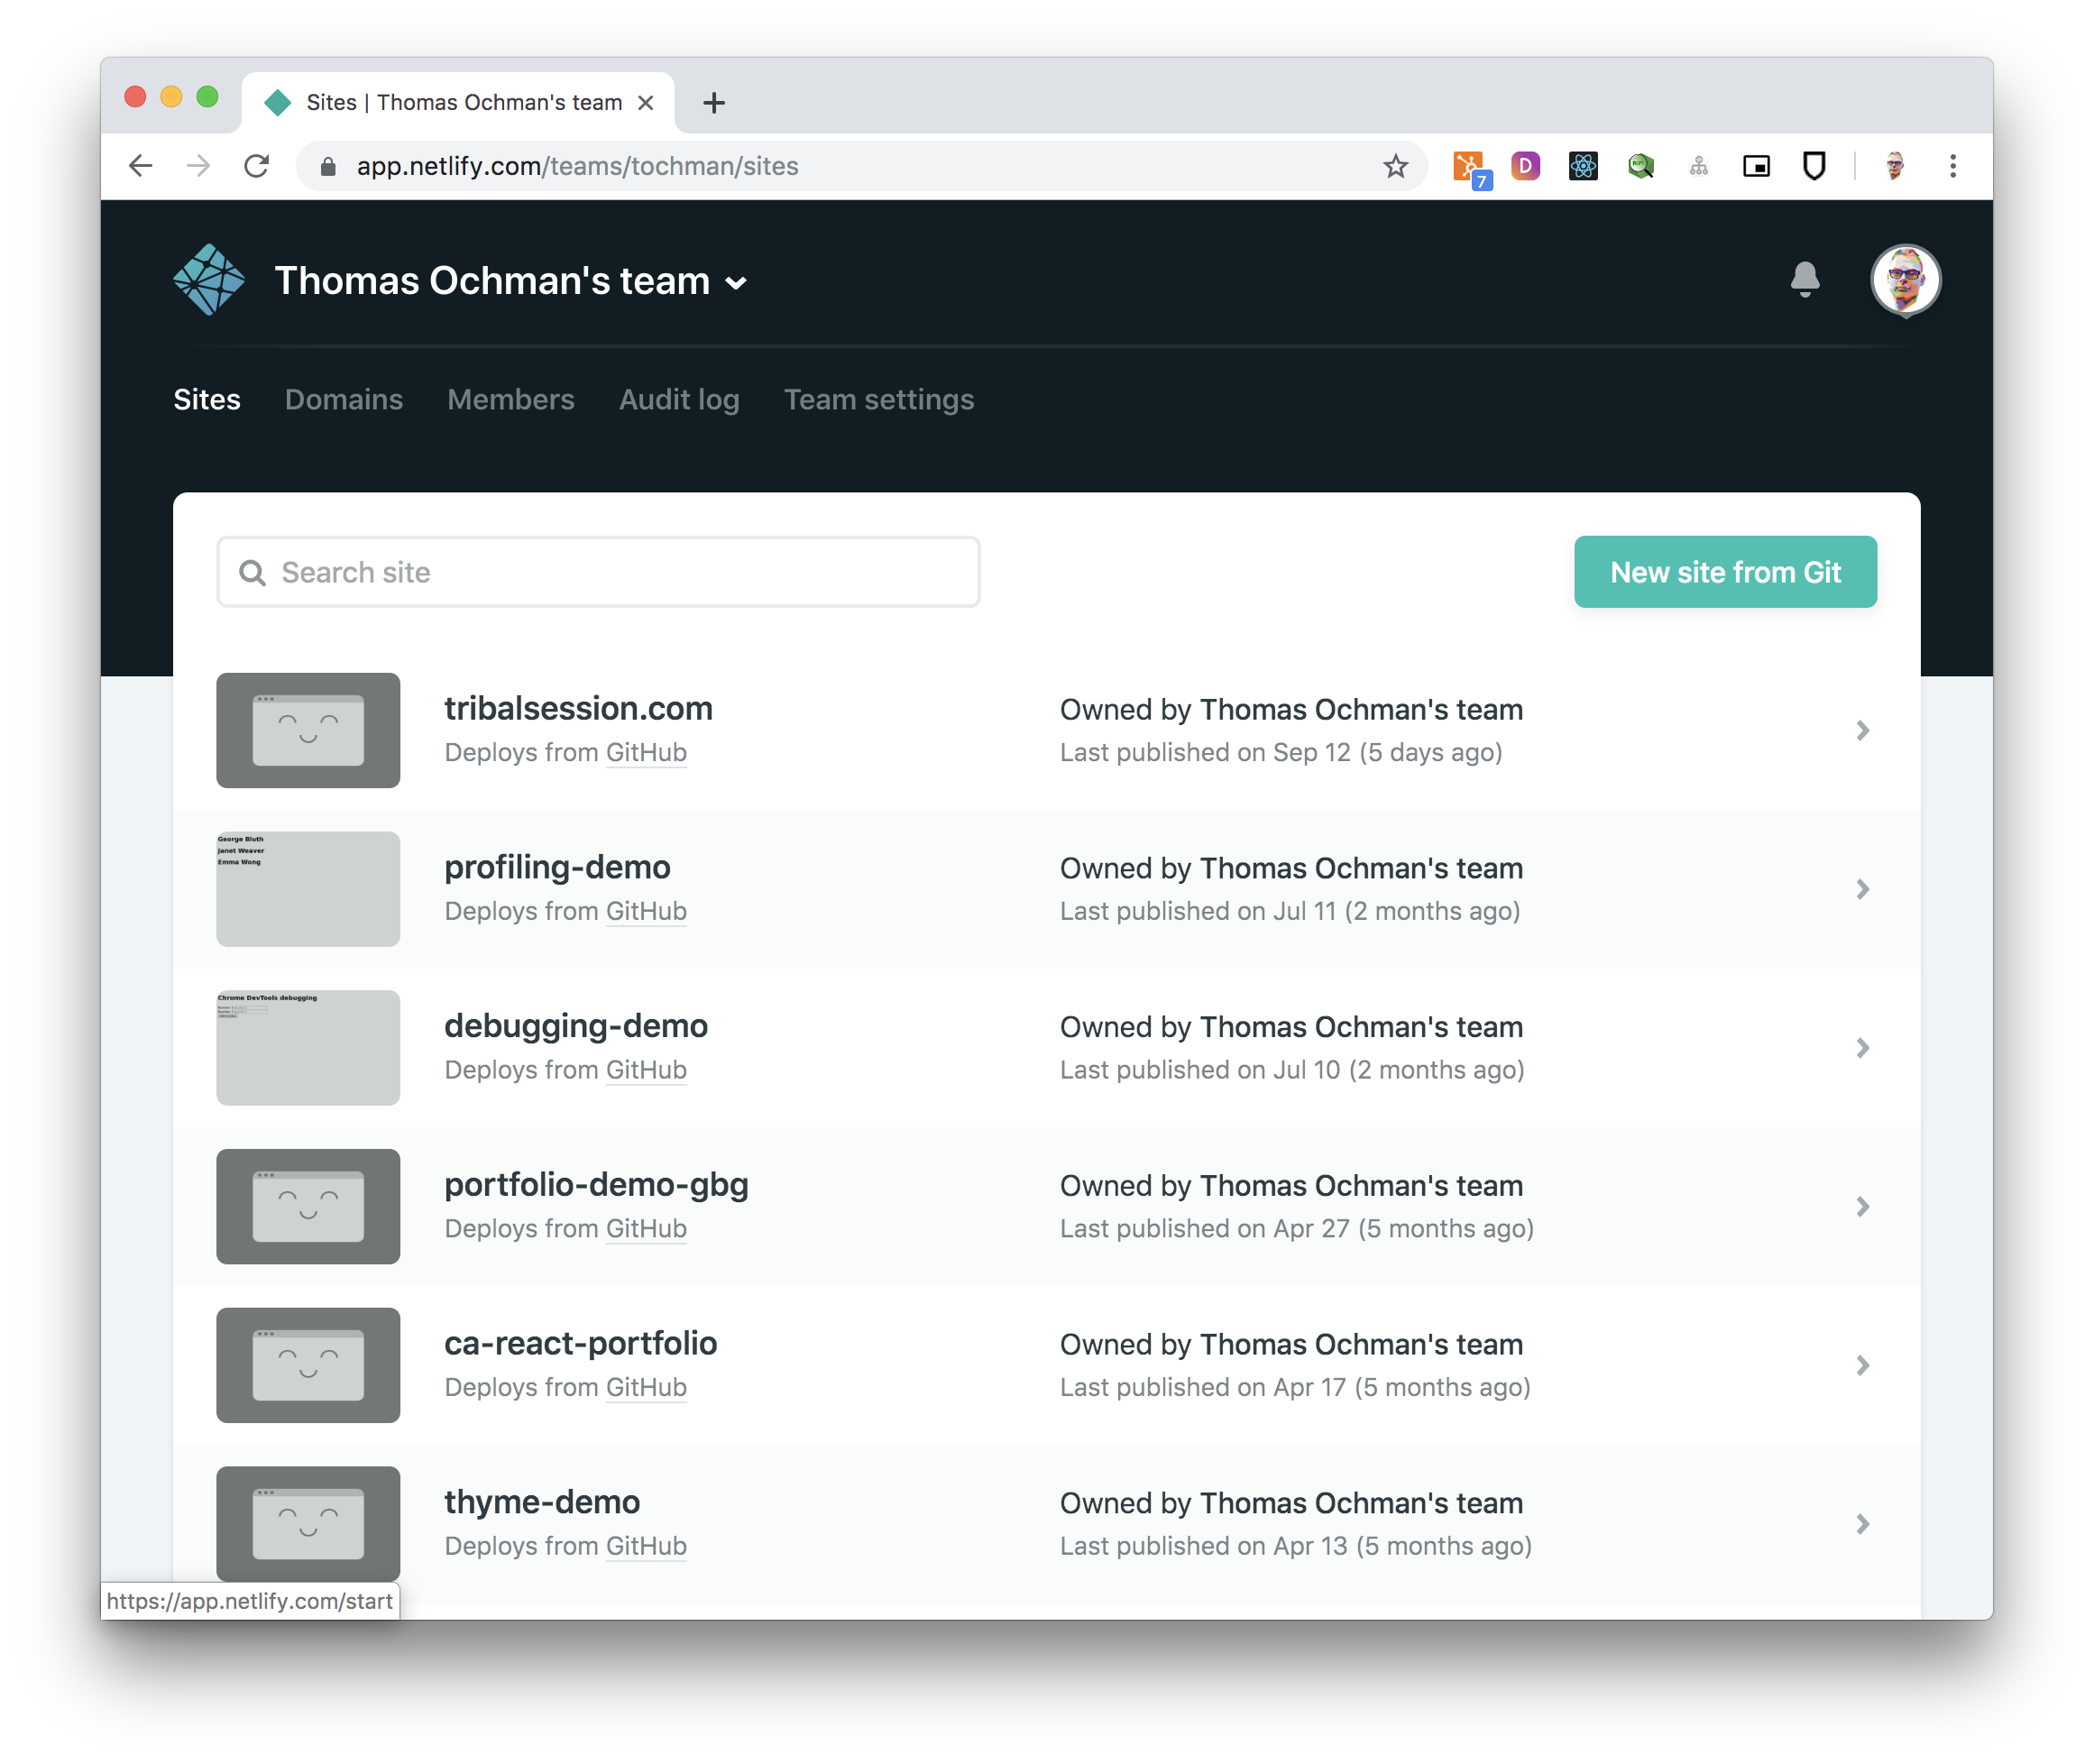 Sites | Thomas Ochman's team
app.netlify.com/teams/tochman/sites
7
D
Thomas Ochman's team
Sites Domains Members Audit log Team settings
Search site
New site from Git
tribalsession.com
Owned by Thomas Ochman's team
Deploys from GitHub
Last published on Sep 12 (5 days ago)
George Bluth
Janet Weaver
Emma Wong
profiling-demo
Owned by Thomas Ochman's team
Deploys from GitHub
Last published on Jul 11 (2 months ago)
Chrome DevTools debugging
debugging-demo
Owned by Thomas Ochman's team
Deploys from GitHub
Last published on Jul 10 (2 months ago)
portfolio-demo-gbg
Owned by Thomas Ochman's team
Deploys from GitHub
Last published on Apr 27 (5 months ago)
ca-react-portfolio
Owned by Thomas Ochman's team
Deploys from GitHub
Last published on Apr 17 (5 months ago)
thyme-demo
Owned by Thomas Ochman's team
Deploys from GitHub
Last published on Apr 13 (5 months ago)
https://app.netlify.com/start